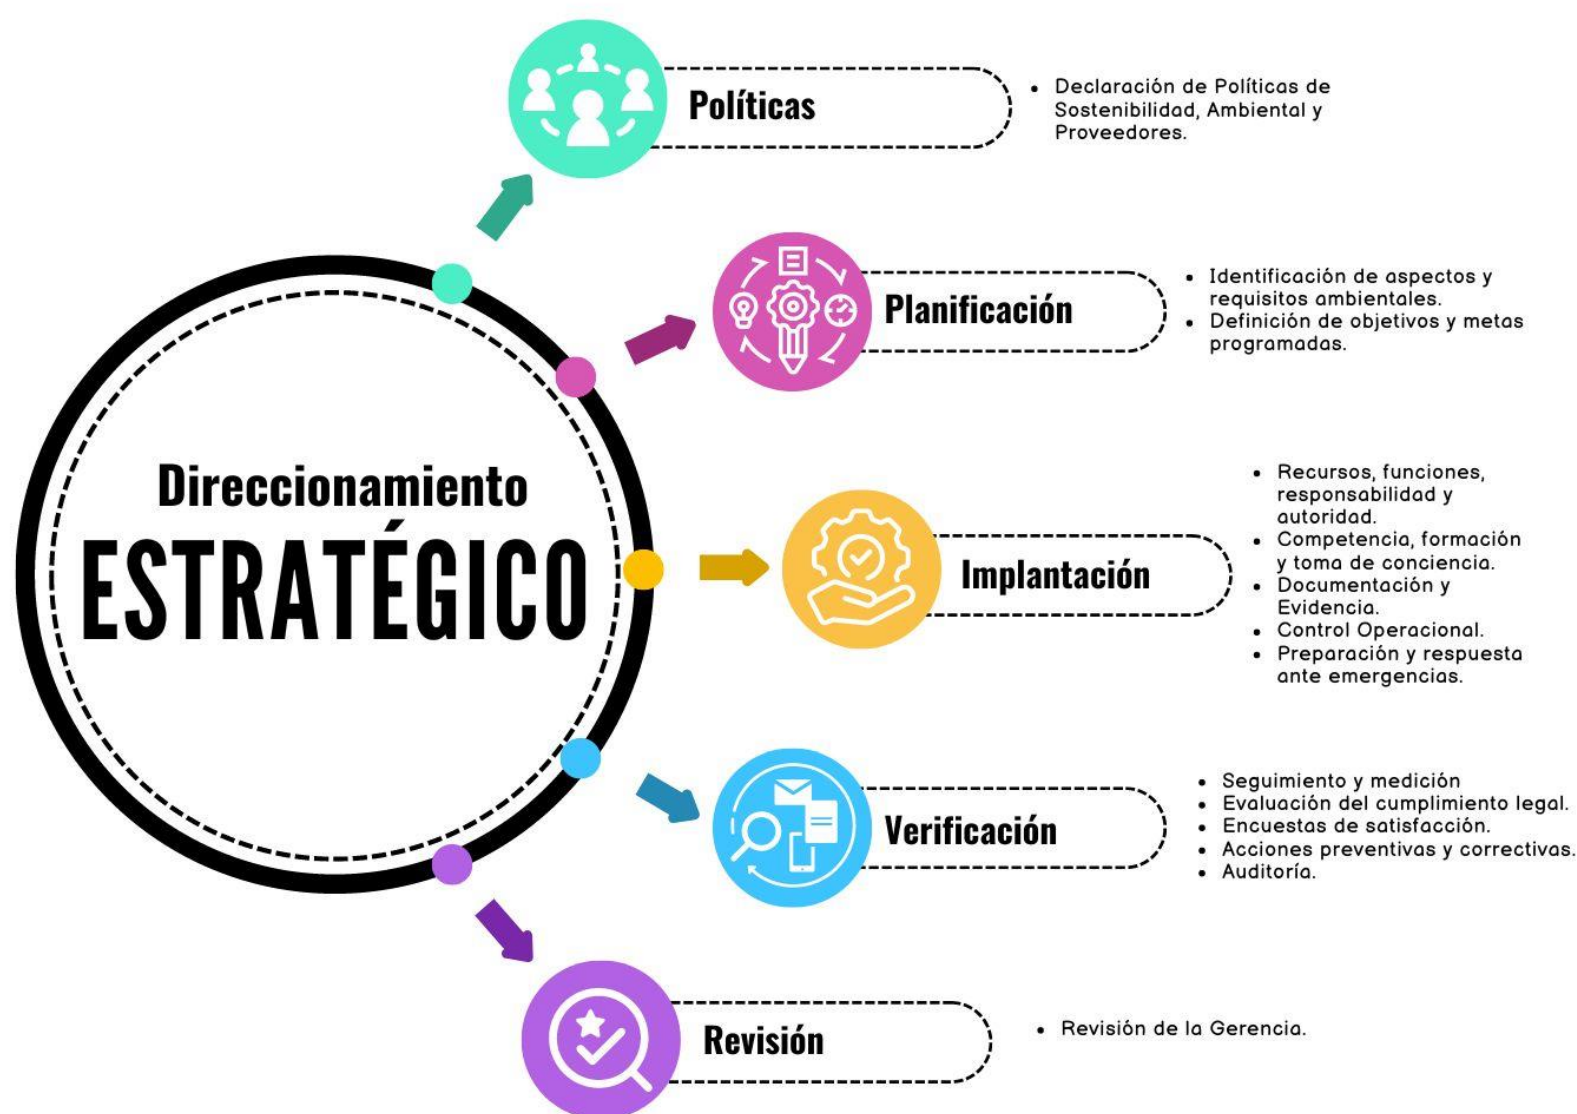 Políticas
• Declaración de Políticas de
Sostenibilidad, Ambiental y
Proveedores.
Planificación
• Identificación de aspectos y
requisitos ambientales.
• Definición de objetivos y metas
programadas.
Direccionamiento
ESTRATÉGICO
Implantación
• Recursos, funciones,
responsabilidad y
autoridad.
• Competencia, formación
y toma de conciencia.
• Documentación y
Evidencia.
• Control Operacional.
• Preparación y respuesta
ante emergencias.
Verificación
• Seguimiento y medición
• Evaluación del cumplimiento legal.
• Encuestas de satisfacción.
• Acciones preventivas y correctivas.
• Auditoría.
Revisión
• Revisión de la Gerencia.